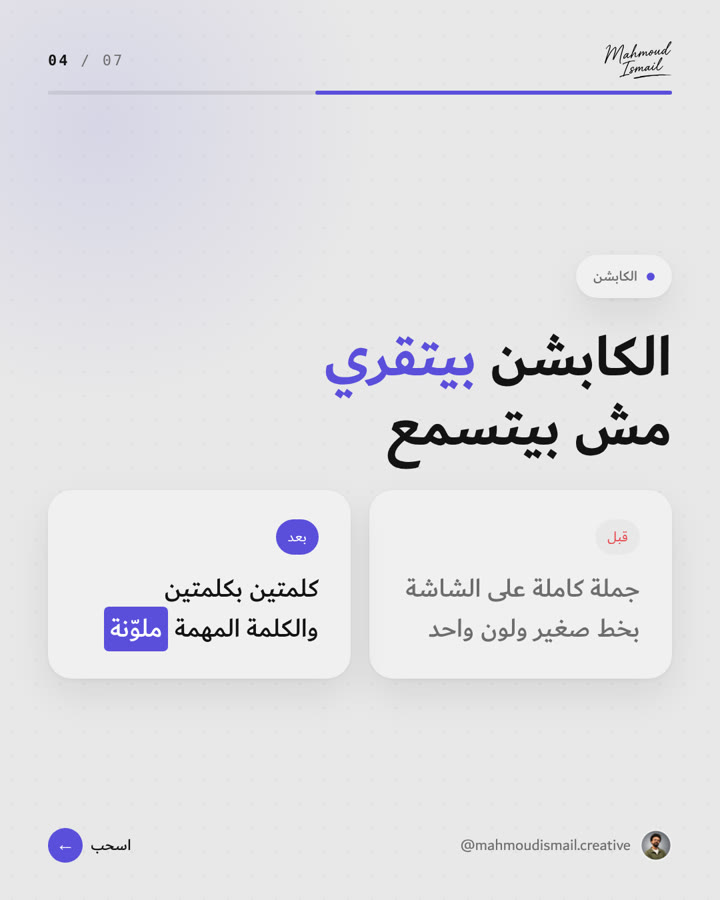 04 / 07
Mahmoud
Ismail
الكابشن
الكابشن بيتقري
مش بيتسمع
قبل
جملة كاملة على الشاشة
بخط صغير ولون واحد
بعد
كلمتين بكلمتين
والكلمة المهمة ملوّنة
@mahmoudismail.creative
اسحب ←